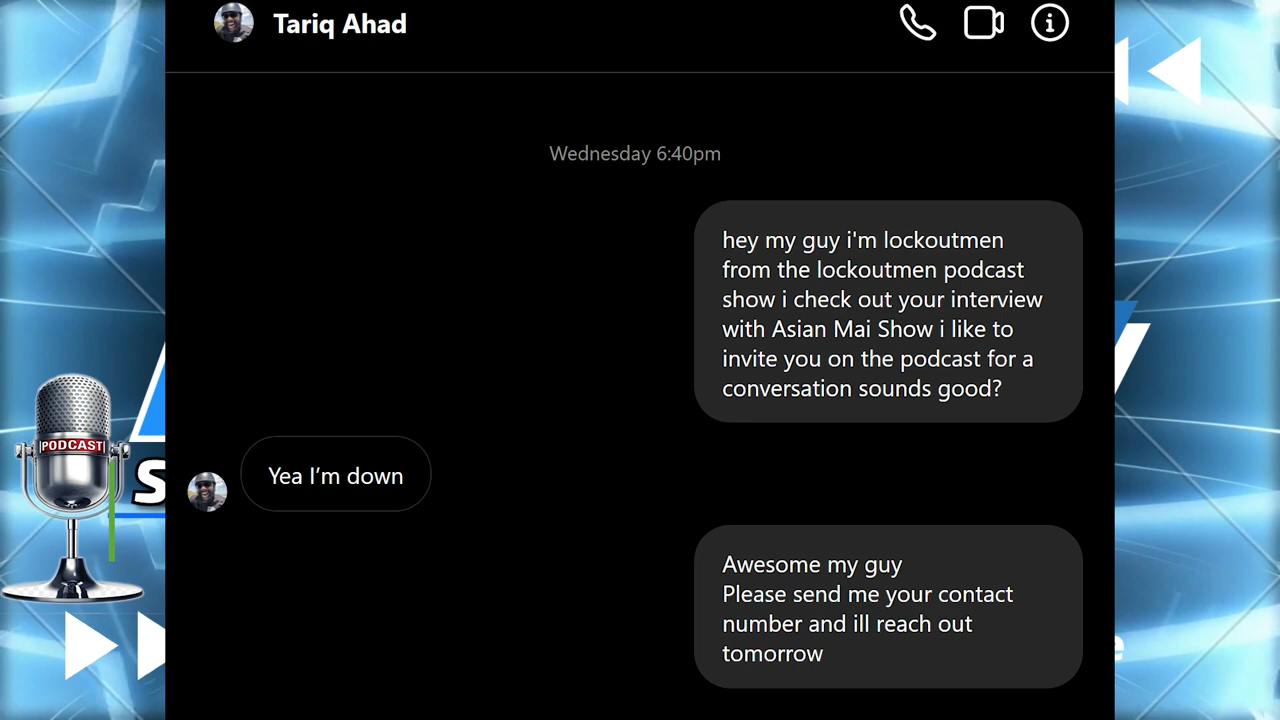 Tariq Ahad
Wednesday 6:40pm
hey my guy i'm lockoutmen
from the lockoutmen podcast
show i check out your interview
with Asian Mai Show i like to
invite you on the podcast for a
conversation sounds good?
Yea I’m down
PODCAST
Awesome my guy
Please send me your contact
number and ill reach out
tomorrow